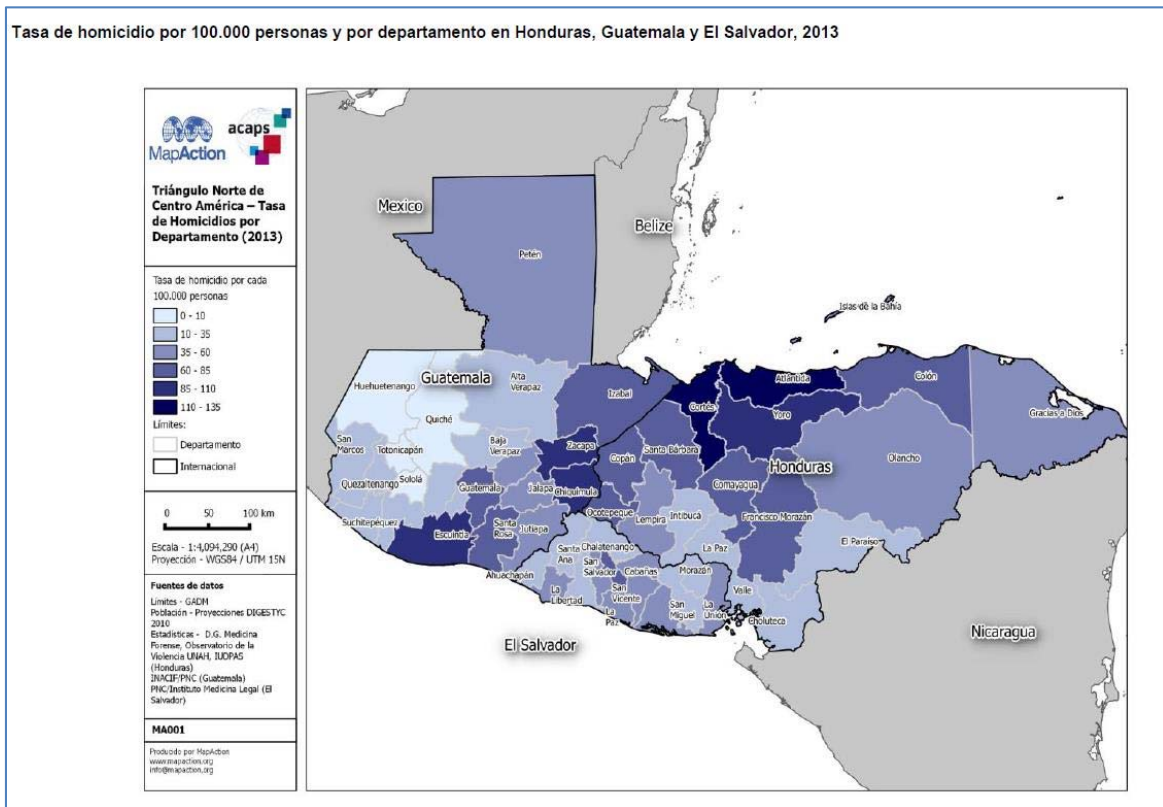 Tasa de homicidio por 100.000 personas y por departamento en Honduras, Guatemala y El Salvador, 2013
MapAction
acaps
Triángulo Norte de
Centro América – Tasa
de Homicidios por
Departamento (2013)
Tasa de homicidio por cada
100.000 personas
0 - 10
10 - 35
35 - 60
60 - 85
85 - 110
110 - 135
Límites:
Departamento
Internacional
0 50 100 km
Escala - 1:4,094,290 (A4)
Proyección - WGS84 / UTM 15N
Fuentes de datos
Límites - GADM
Población - Proyecciones DIGESTYC
2010
Estadísticas - D.G. Medicina
Forense, Observatorio de la
Violencia UNAH, IUDPAS
(Honduras)
INACIF/PNC (Guatemala)
PNC/Instituto Medicina Legal (El
Salvador)
MA001
Producido por MapAction
www.mapaction.org
info@mapaction.org
Mexico
Belize
Petén
Islas de la Bahía
Guatemala
Huehuetenango
Alta
Verapaz
Izabal
Cortés
Atlántida
Colón
Quiché
Yoro
Gracias a Dios
San
Marcos
Totonicapán
Baja
Verapaz
Zacapa
Copán
Santa Bárbara
Honduras
Olancho
Quezaltenango
Sololá
Guatemala
Jalapa
Chiquimula
Comayagua
Suchitepéquez
Escuintla
Santa
Rosa
Jutiapa
Ocotepeque
Lempira
Intibucá
Francisco Morazán
La Paz
El Paraíso
Ahuachapán
Santa
Ana
Chalatenango
San
Salvador
Cabañas
Morazán
La
Libertad
San
Vicente
La
Paz
San
Miguel
La
Unión
Valle
Choluteca
El Salvador
Nicaragua